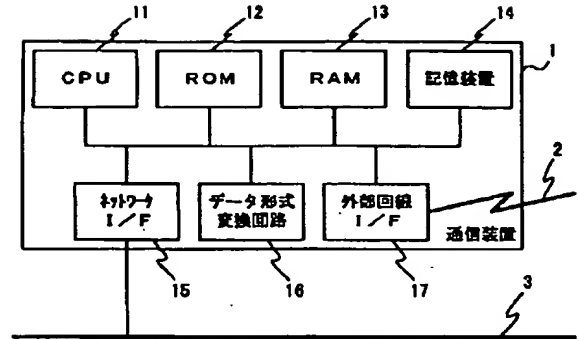 11 12 13 14
1
CPU ROM RAM 記憶装置
2
ネットワーク
I/F
データ形式
変換回路
外部回線
I/F
通信装置
15 16 17
3